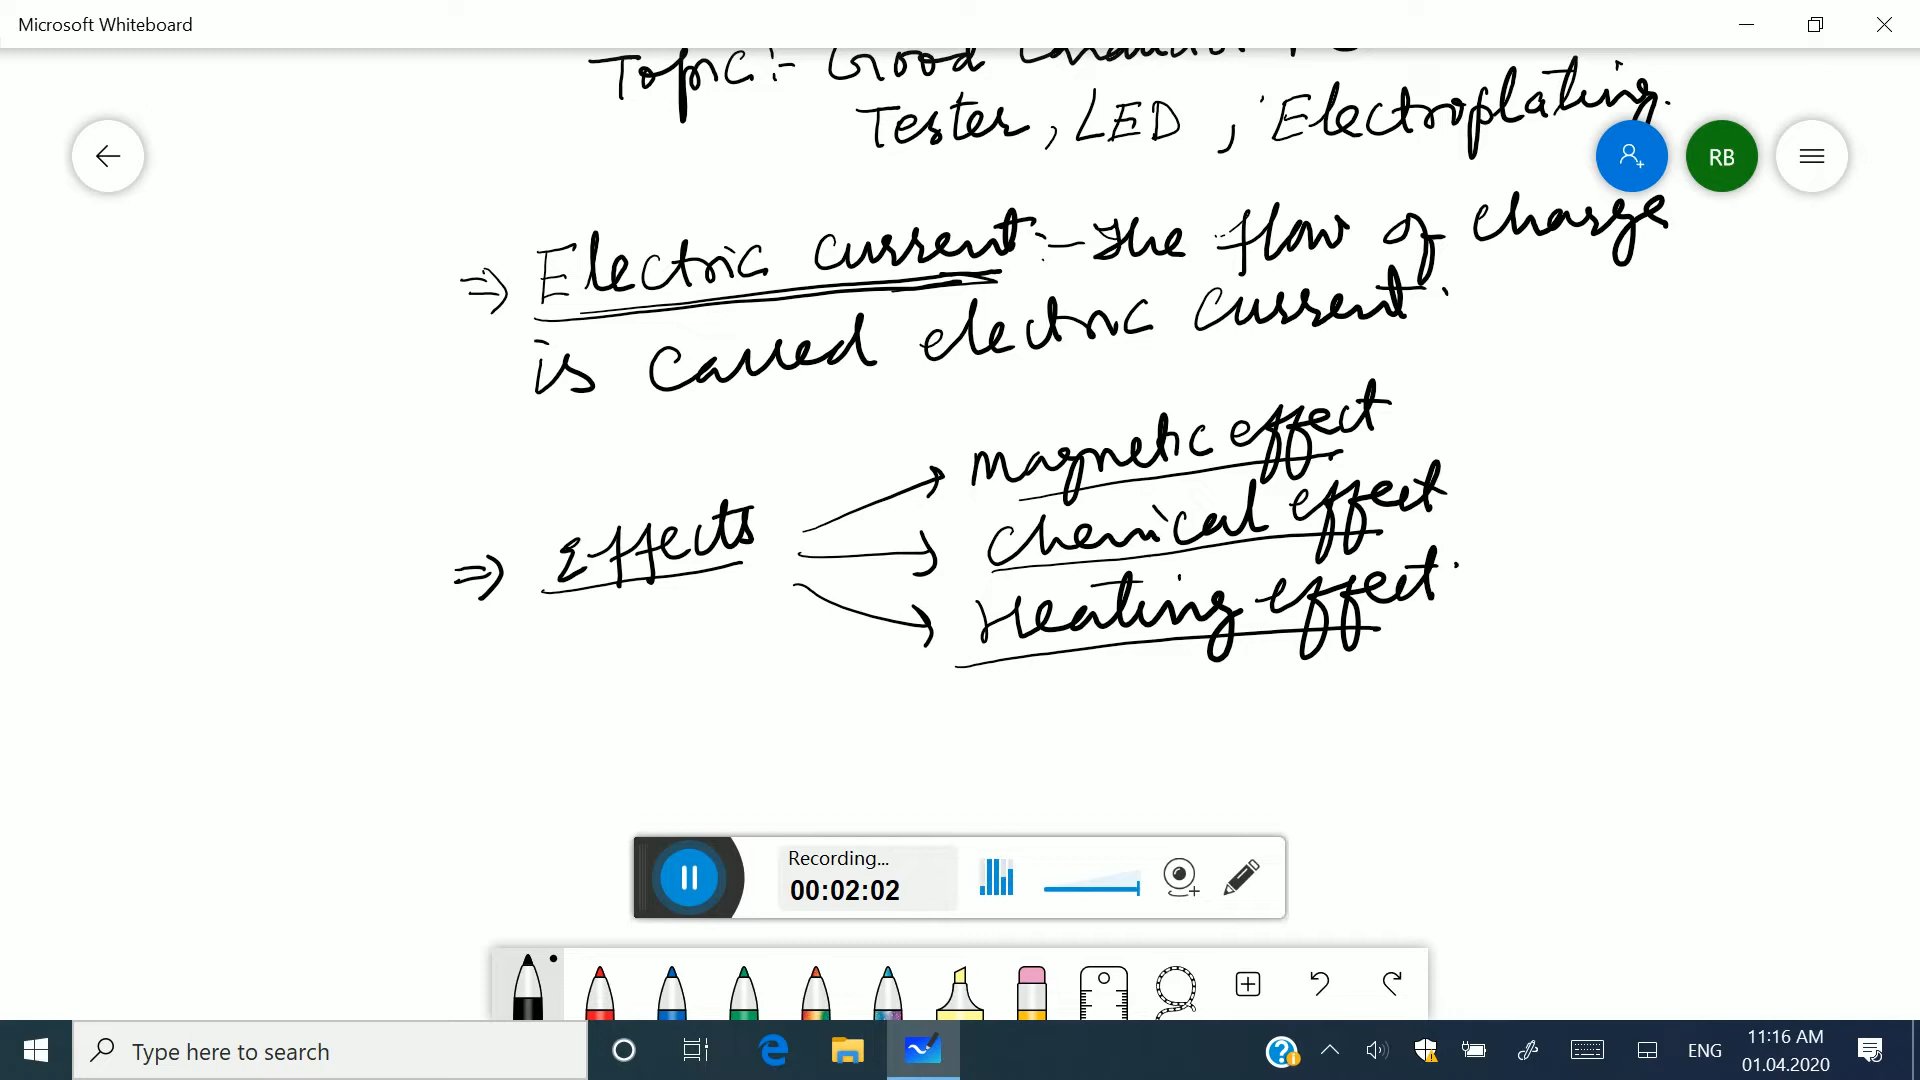 Microsoft Whiteboard
Topic:- Good
Tester, LED, Electroplating.
RB
⇒ Electric current:- The flow of charge
is called electric current.
⇒ Effects → Magnetic effect
→ Chemical effect
→ Heating effect.
Recording...
00:02:02
Type here to search
ENG
11:16 AM
01.04.2020